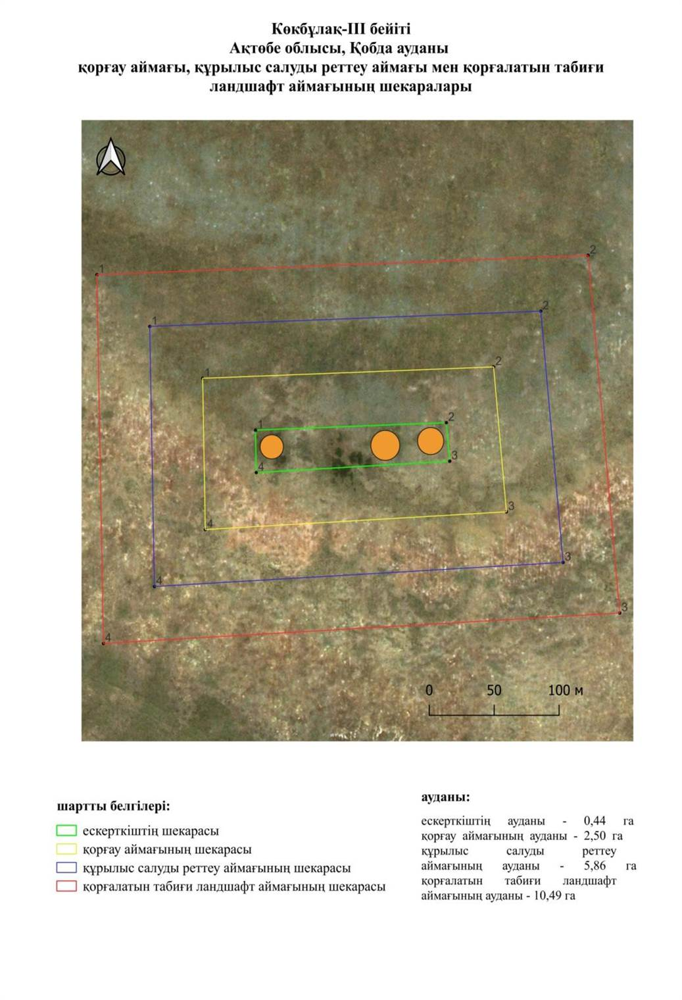 Көкбұлақ-III бейіті
Ақтөбе облысы, Қобда ауданы
қорғау аймағы, құрылыс салуды реттеу аймағы мен қорғалатын табиғи
ландшафт аймағының шекаралары
1
2
1
2
1
2
1
2
3
4
3
4
3
4
3
4
0 50 100 м
шартты белгілері:
ескерткіштің шекарасы
қорғау аймағының шекарасы
құрылыс салуды реттеу аймағының шекарасы
қорғалатын табиғи ландшафт аймағының шекарасы
ауданы:
ескерткіштің ауданы - 0,44 га
қорғау аймағының ауданы - 2,50 га
құрылыс салуды реттеу
аймағының ауданы - 5,86 га
қорғалатын табиғи ландшафт
аймағының ауданы - 10,49 га